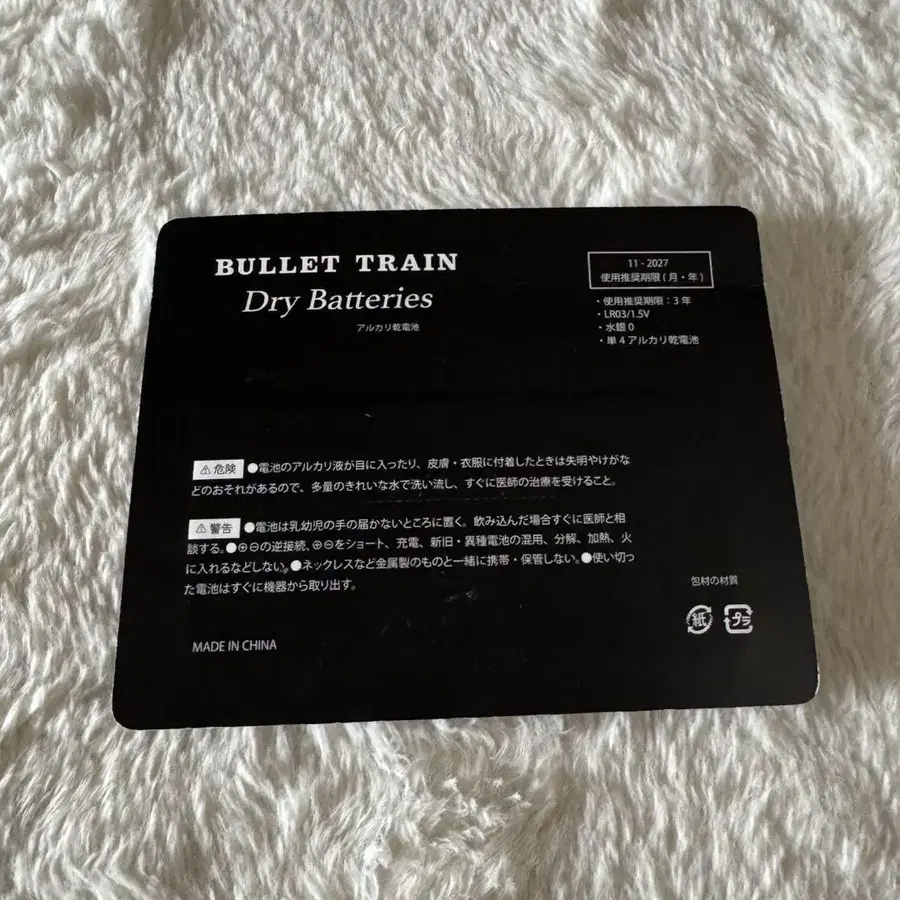 BULLET TRAIN
Dry Batteries
アルカリ乾電池
11 - 2027
使用推奨期限 ( 月・年 )
・使用推奨期限：3 年
・LR03/1.5V
・水銀 0
・単 4 アルカリ乾電池
⚠ 危険 ●電池のアルカリ液が目に入ったり、皮膚・衣服に付着したときは失明やけがな
どのおそれがあるので、多量のきれいな水で洗い流し、すぐに医師の治療を受けること。
⚠ 警告 ●電池は乳幼児の手の届かないところに置く。飲み込んだ場合すぐに医師と相
談する。●⊕⊖の逆接続、⊕⊖をショート、充電、新旧・異種電池の混用、分解、加熱、火
に入れるなどしない。●ネックレスなど金属製のものと一緒に携帯・保管しない。●使い切っ
た電池はすぐに機器から取り出す。
包材の材質
紙 プラ
MADE IN CHINA